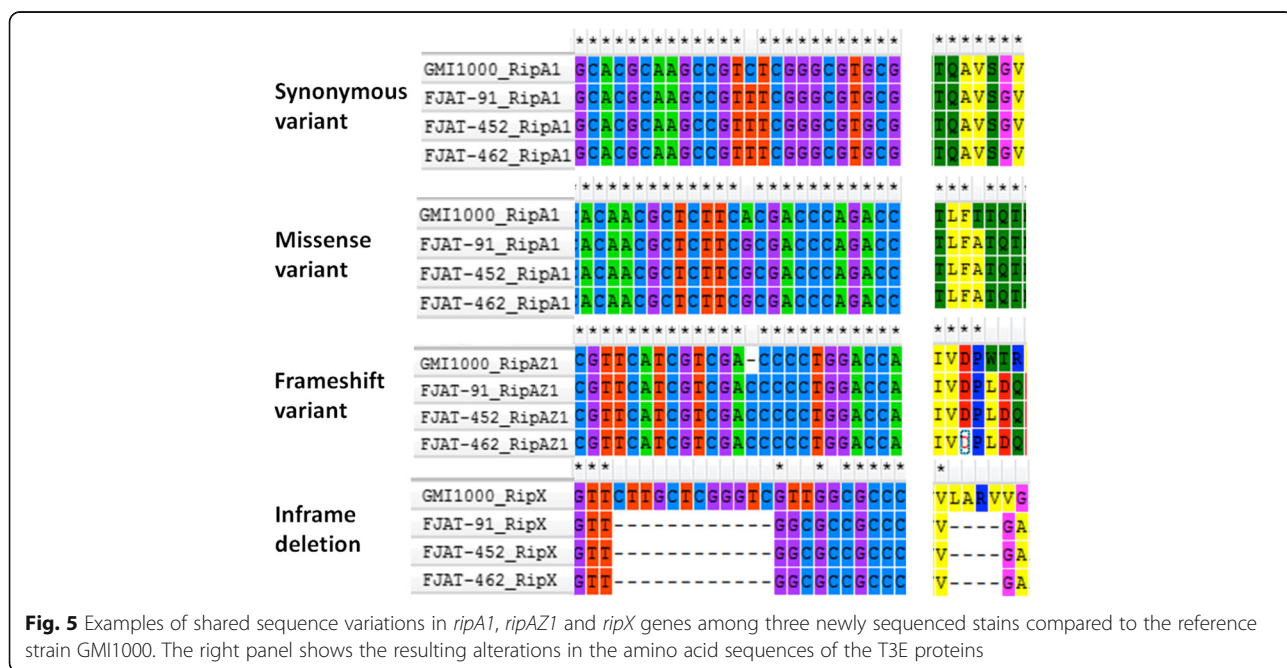 *************  ***********  *******
Synonymous variant
GMI1000_RipA1 GCACGCAAGCCGTCTCGGGCGTGCG TQAVSGV
FJAT-91_RipA1 GCACGCAAGCCGTTTCGGGCGTGCG TQAVSGV
FJAT-452_RipA1 GCACGCAAGCCGTTTCGGGCGTGCG TQAVSGV
FJAT-462_RipA1 GCACGCAAGCCGTTTCGGGCGTGCG TQAVSGV
*************  ***********  *** ***
Missense variant
GMI1000_RipA1 ACAACGCTCTTCACGACCCAGACC TLFTTQT
FJAT-91_RipA1 ACAACGCTCTTCGCGACCCAGACC TLFATQT
FJAT-452_RipA1 ACAACGCTCTTCGCGACCCAGACC TLFATQT
FJAT-462_RipA1 ACAACGCTCTTCGCGACCCAGACC TLFATQT
*************  ***********  ****
Frameshift variant
GMI1000_RipAZ1 CGTTCATCGTCGA-CCCCTGGACCA IVDPWTR
FJAT-91_RipAZ1 CGTTCATCGTCGACCCCCTGGACCA IVDPLDQ
FJAT-452_RipAZ1 CGTTCATCGTCGACCCCCTGGACCA IVDPLDQ
FJAT-462_RipAZ1 CGTTCATCGTCGACCCCCTGGACCA IVDPLDQ
***  *  *  *****  *
Inframe deletion
GMI1000_RipX GTTCTTGCTCGGGTCGTTGGCGCCC VLARVVG
FJAT-91_RipX GTT------------GGCGCCGCCC V----GA
FJAT-452_RipX GTT------------GGCGCCGCCC V----GA
FJAT-462_RipX GTT------------GGCGCCGCCC V----GA
Fig. 5 Examples of shared sequence variations in ripA1, ripAZ1 and ripX genes among three newly sequenced stains compared to the reference
strain GMI1000. The right panel shows the resulting alterations in the amino acid sequences of the T3E proteins